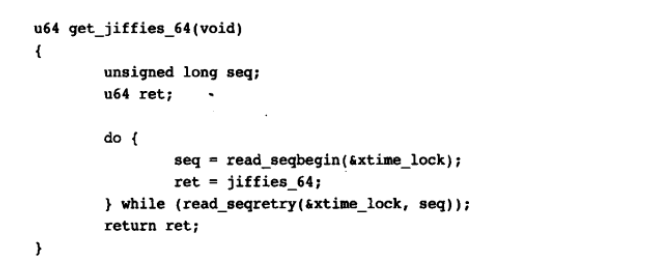 u64 get_jiffies_64(void)
{
        unsigned long seq;
        u64 ret;

        do {
                seq = read_seqbegin(&xtime_lock);
                ret = jiffies_64;
        } while (read_seqretry(&xtime_lock, seq));
        return ret;
}